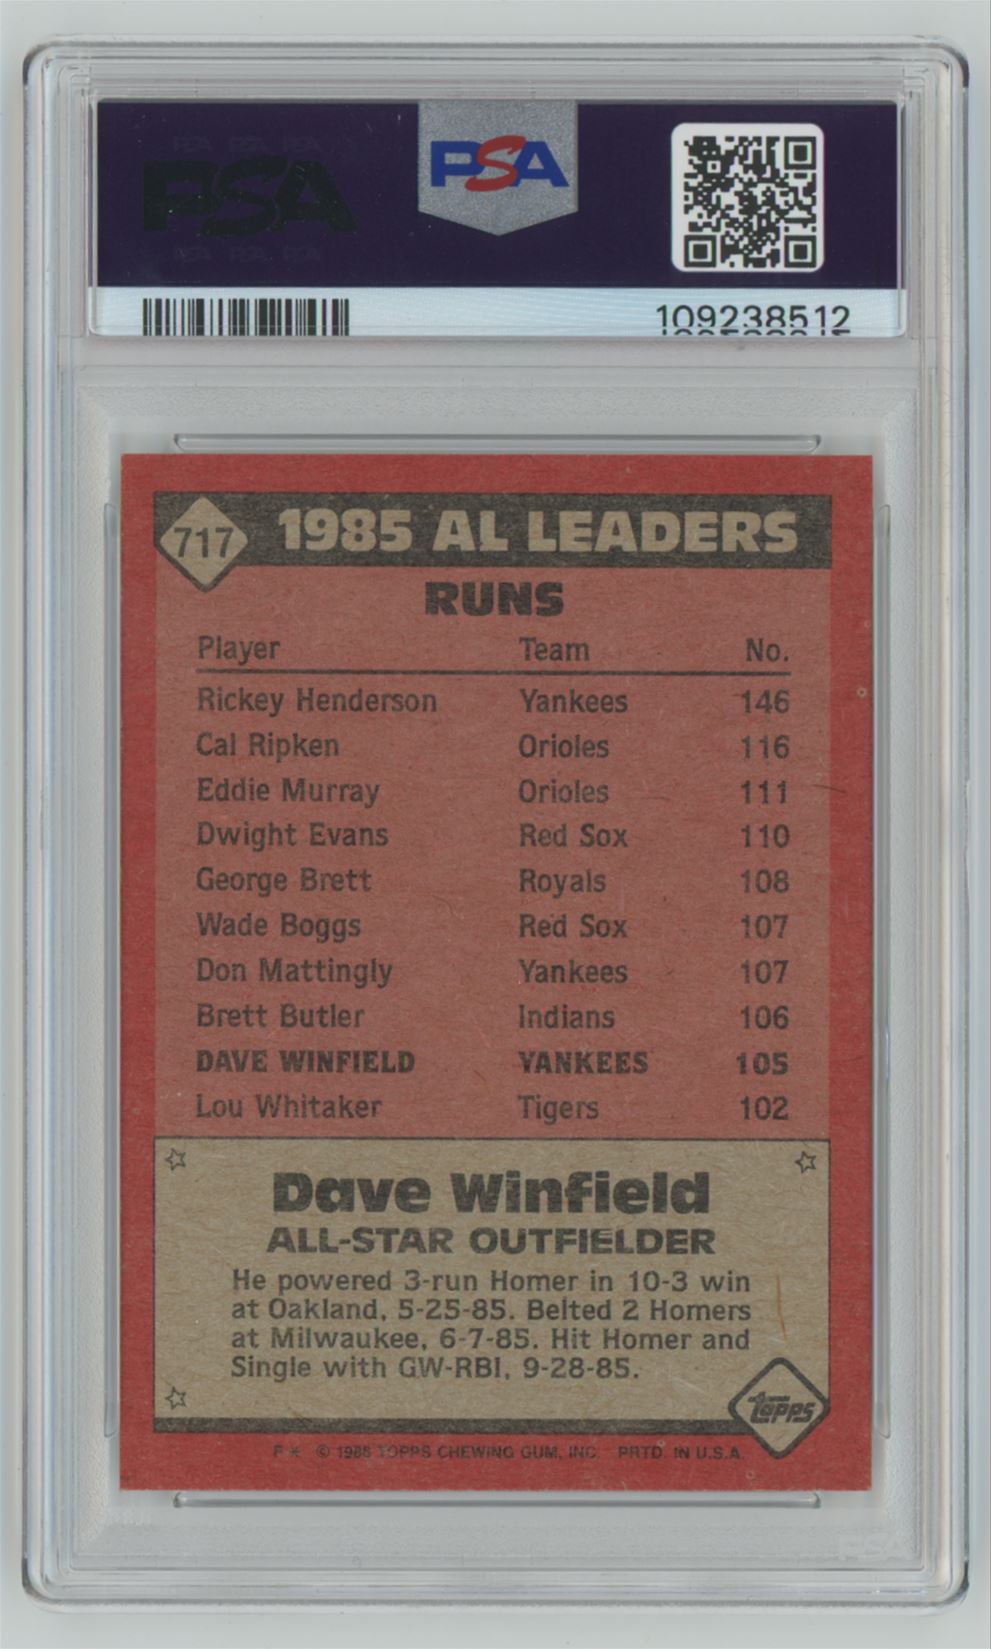 PSA
PSA
109238512
717
1985 AL LEADERS
RUNS
Player Team No.
Rickey Henderson Yankees 146
Cal Ripken Orioles 116
Eddie Murray Orioles 111
Dwight Evans Red Sox 110
George Brett Royals 108
Wade Boggs Red Sox 107
Don Mattingly Yankees 107
Brett Butler Indians 106
DAVE WINFIELD YANKEES 105
Lou Whitaker Tigers 102
Dave Winfield
ALL-STAR OUTFIELDER
He powered 3-run Homer in 10-3 win
at Oakland, 5-25-85. Belted 2 Homers
at Milwaukee, 6-7-85. Hit Homer and
Single with GW-RBI, 9-28-85.
Topps
F* © 1986 TOPPS CHEWING GUM, INC. PRTD. IN U.S.A.
PSA